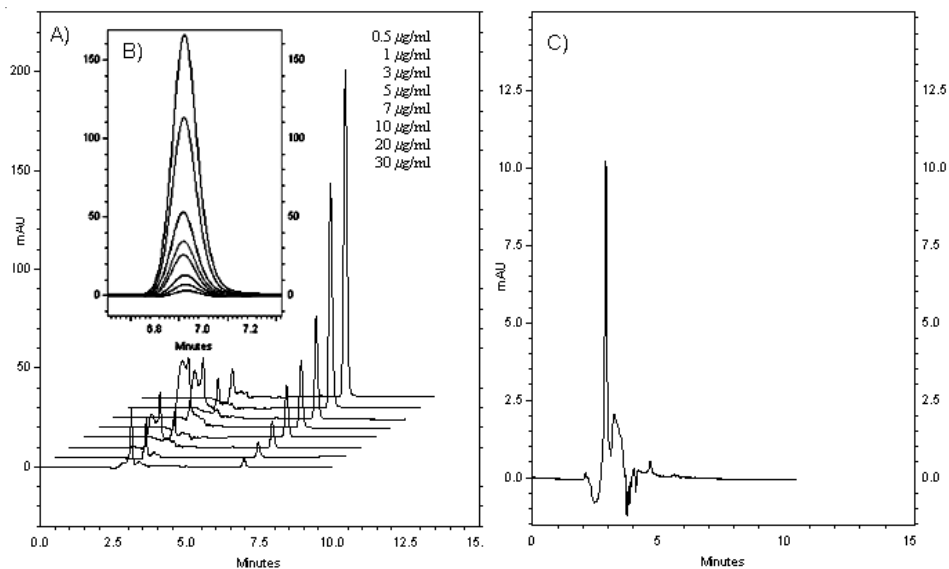 A)
B)
0.5 µg/ml
1 µg/ml
3 µg/ml
5 µg/ml
7 µg/ml
10 µg/ml
20 µg/ml
30 µg/ml
200
150
100
50
0
mAU
0.0 2.5 5.0 7.5 10.0 12.5 15.
Minutes
150
100
50
0
150
100
50
0
6.8 7.0 7.2
Minutes
C)
12.5
10.0
7.5
5.0
2.5
0.0
mAU
12.5
10.0
7.5
5.0
2.5
0.0
mAU
0 5 10 15
Minutes